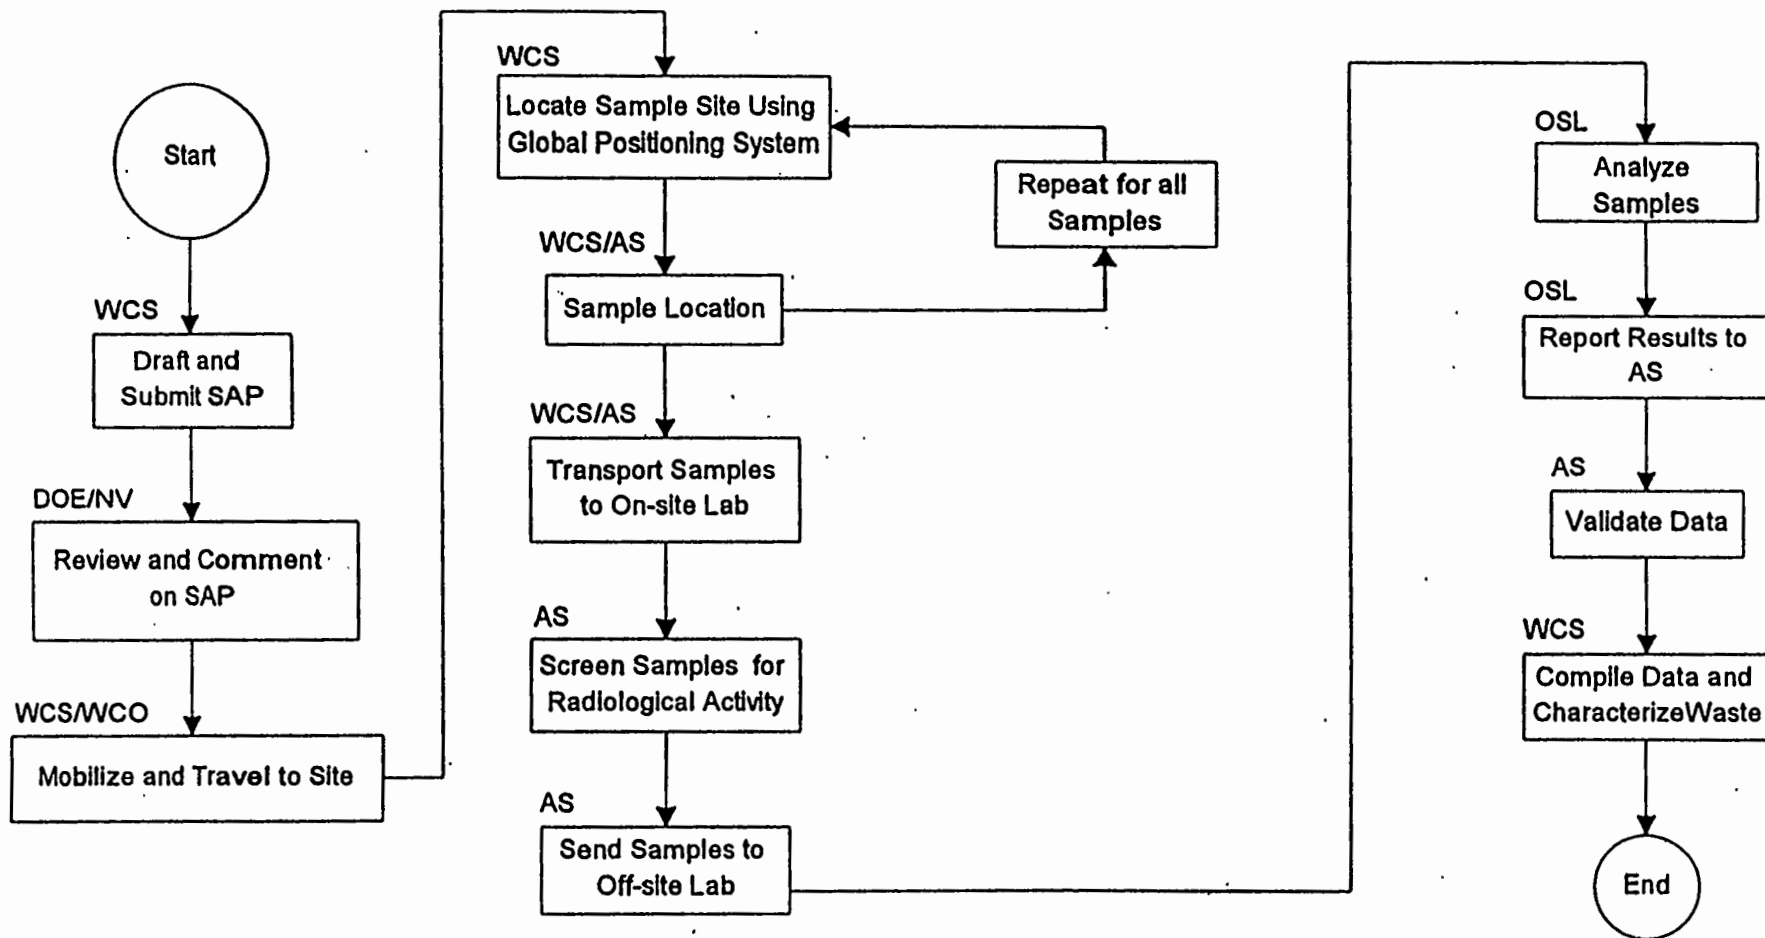 Start
WCS
Draft and
Submit SAP
DOE/NV
Review and Comment
on SAP
WCS/WCO
Mobilize and Travel to Site
WCS
Locate Sample Site Using
Global Positioning System
Repeat for all
Samples
WCS/AS
Sample Location
WCS/AS
Transport Samples
to On-site Lab
AS
Screen Samples for
Radiological Activity
AS
Send Samples to
Off-site Lab
OSL
Analyze
Samples
OSL
Report Results to
AS
AS
Validate Data
WCS
Compile Data and
CharacterizeWaste
End